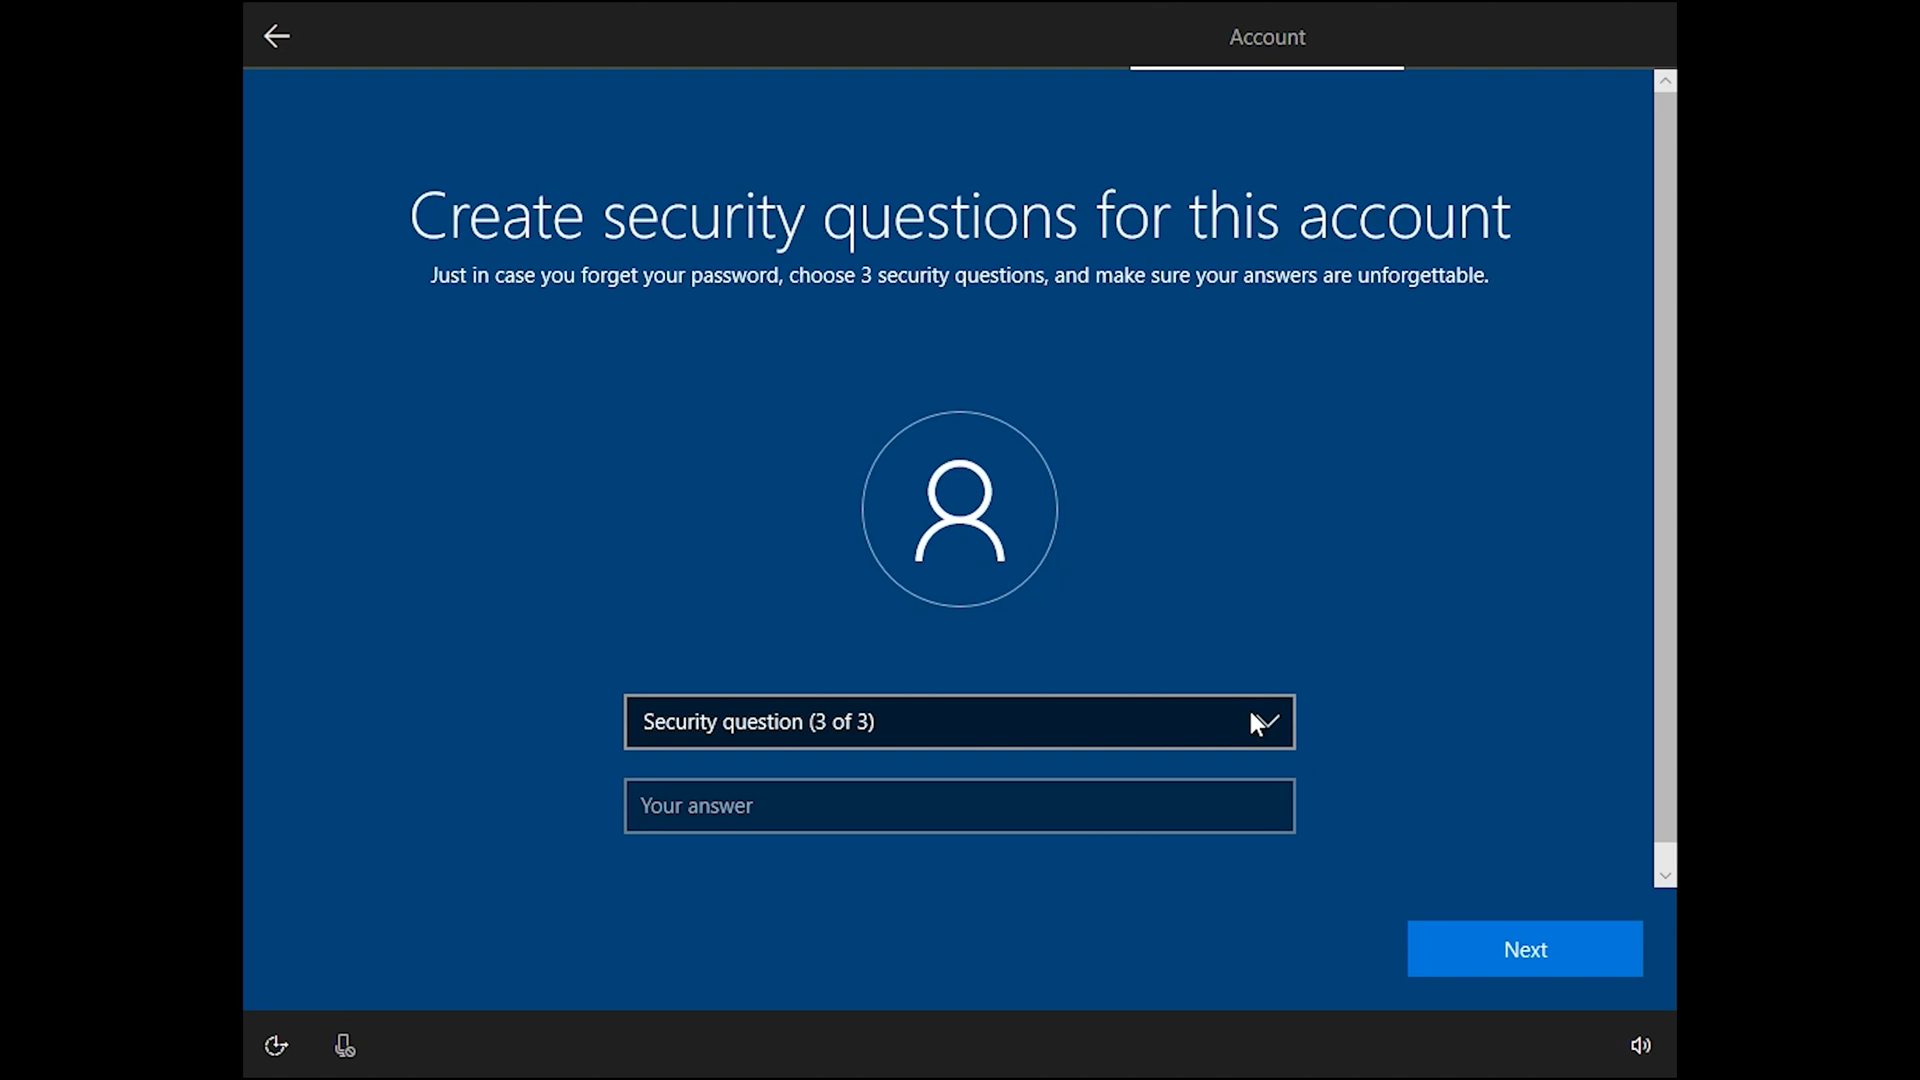 Account
Create security questions for this account
Just in case you forget your password, choose 3 security questions, and make sure your answers are unforgettable.
Security question (3 of 3)
Your answer
Next